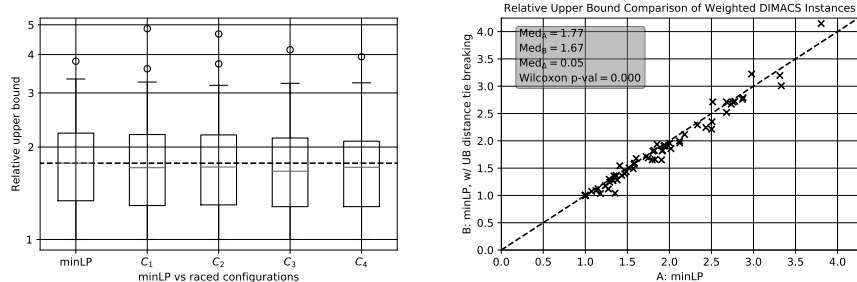 5
4
3
2
1
Relative upper bound
minLP
C₁
C₂
C₃
C₄
minLP vs raced configurations
Relative Upper Bound Comparison of Weighted DIMACS Instances
Med_A = 1.77
Med_B = 1.67
Med_Δ = 0.05
Wilcoxon p-val = 0.000
4.0
3.5
3.0
2.5
2.0
1.5
1.0
0.5
0.0
B: minLP, w/ UB distance tie breaking
0.0
0.5
1.0
1.5
2.0
2.5
3.0
3.5
4.0
A: minLP